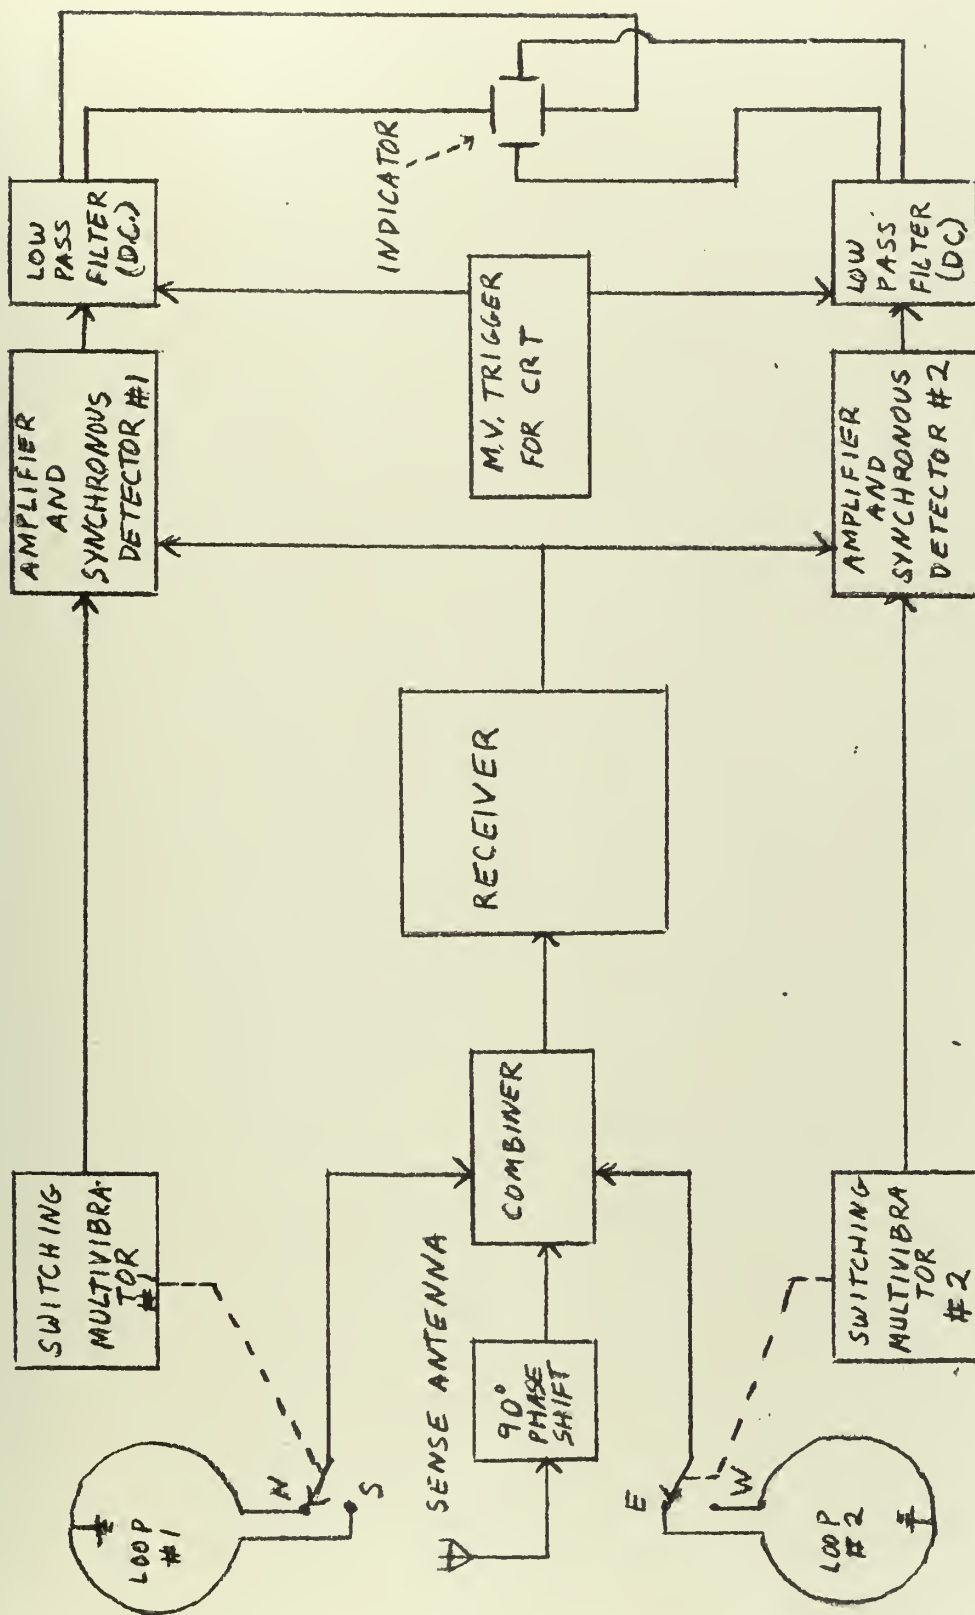 LOOP
#1
N
S
SWITCHING
MULTIVIBRA-
TOR
#1
AMPLIFIER
AND
SYNCHRONOUS
DETECTOR #1
LOW
PASS
FILTER
(D.C.)
SENSE ANTENNA
90°
PHASE
SHIFT
COMBINER
RECEIVER
M.V. TRIGGER
FOR CRT
INDICATOR
LOOP
#2
E
W
SWITCHING
MULTIVIBRA
TOR
#2
AMPLIFIER
AND
SYNCHRONOUS
DETECTOR #2
LOW
PASS
FILTER
(DC)